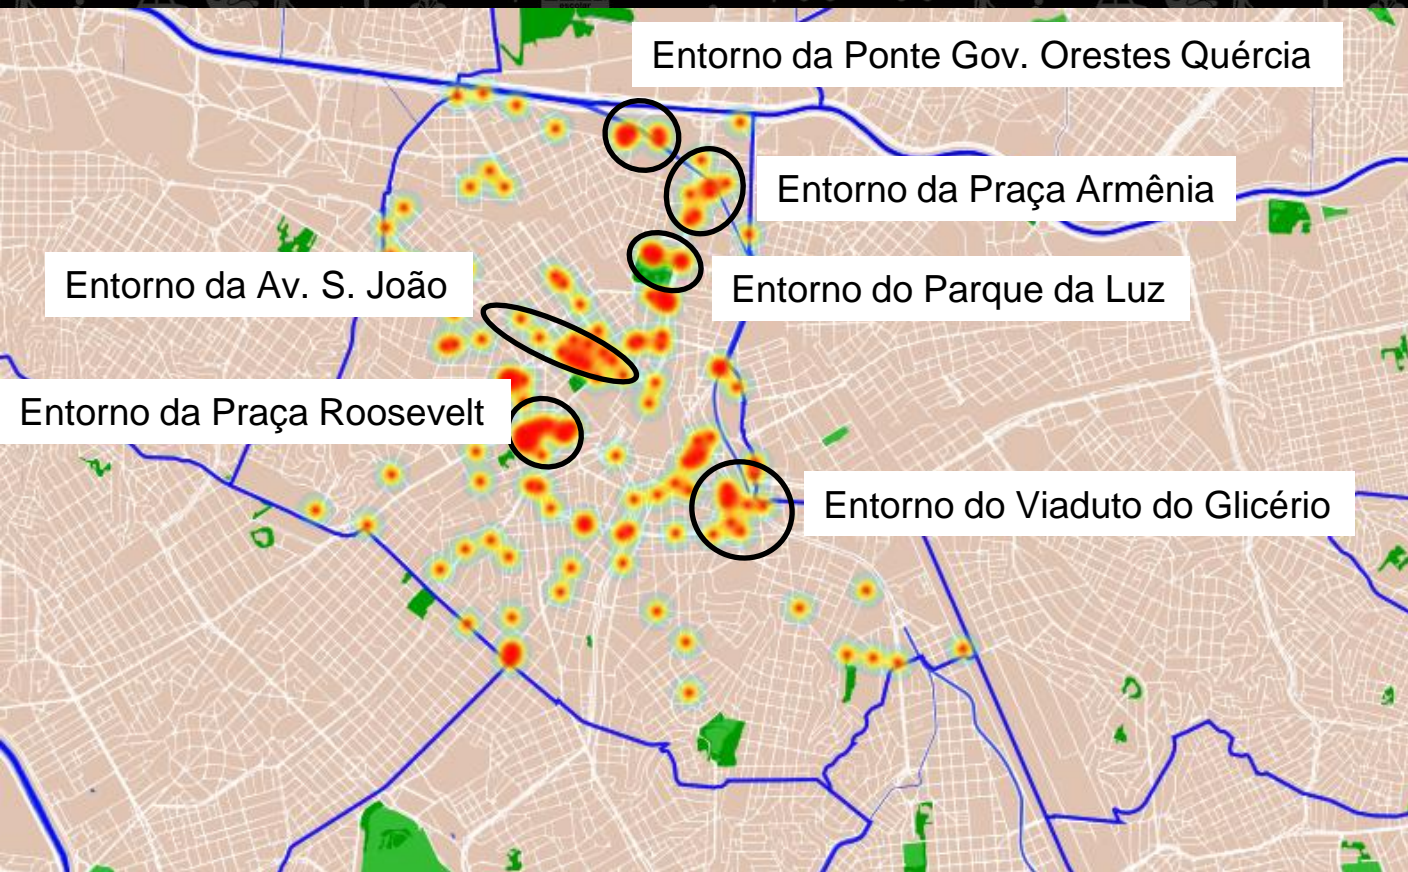 escolar
Entorno da Ponte Gov. Orestes Quércia
Entorno da Praça Armênia
Entorno da Av. S. João
Entorno do Parque da Luz
Entorno da Praça Roosevelt
Entorno do Viaduto do Glicério